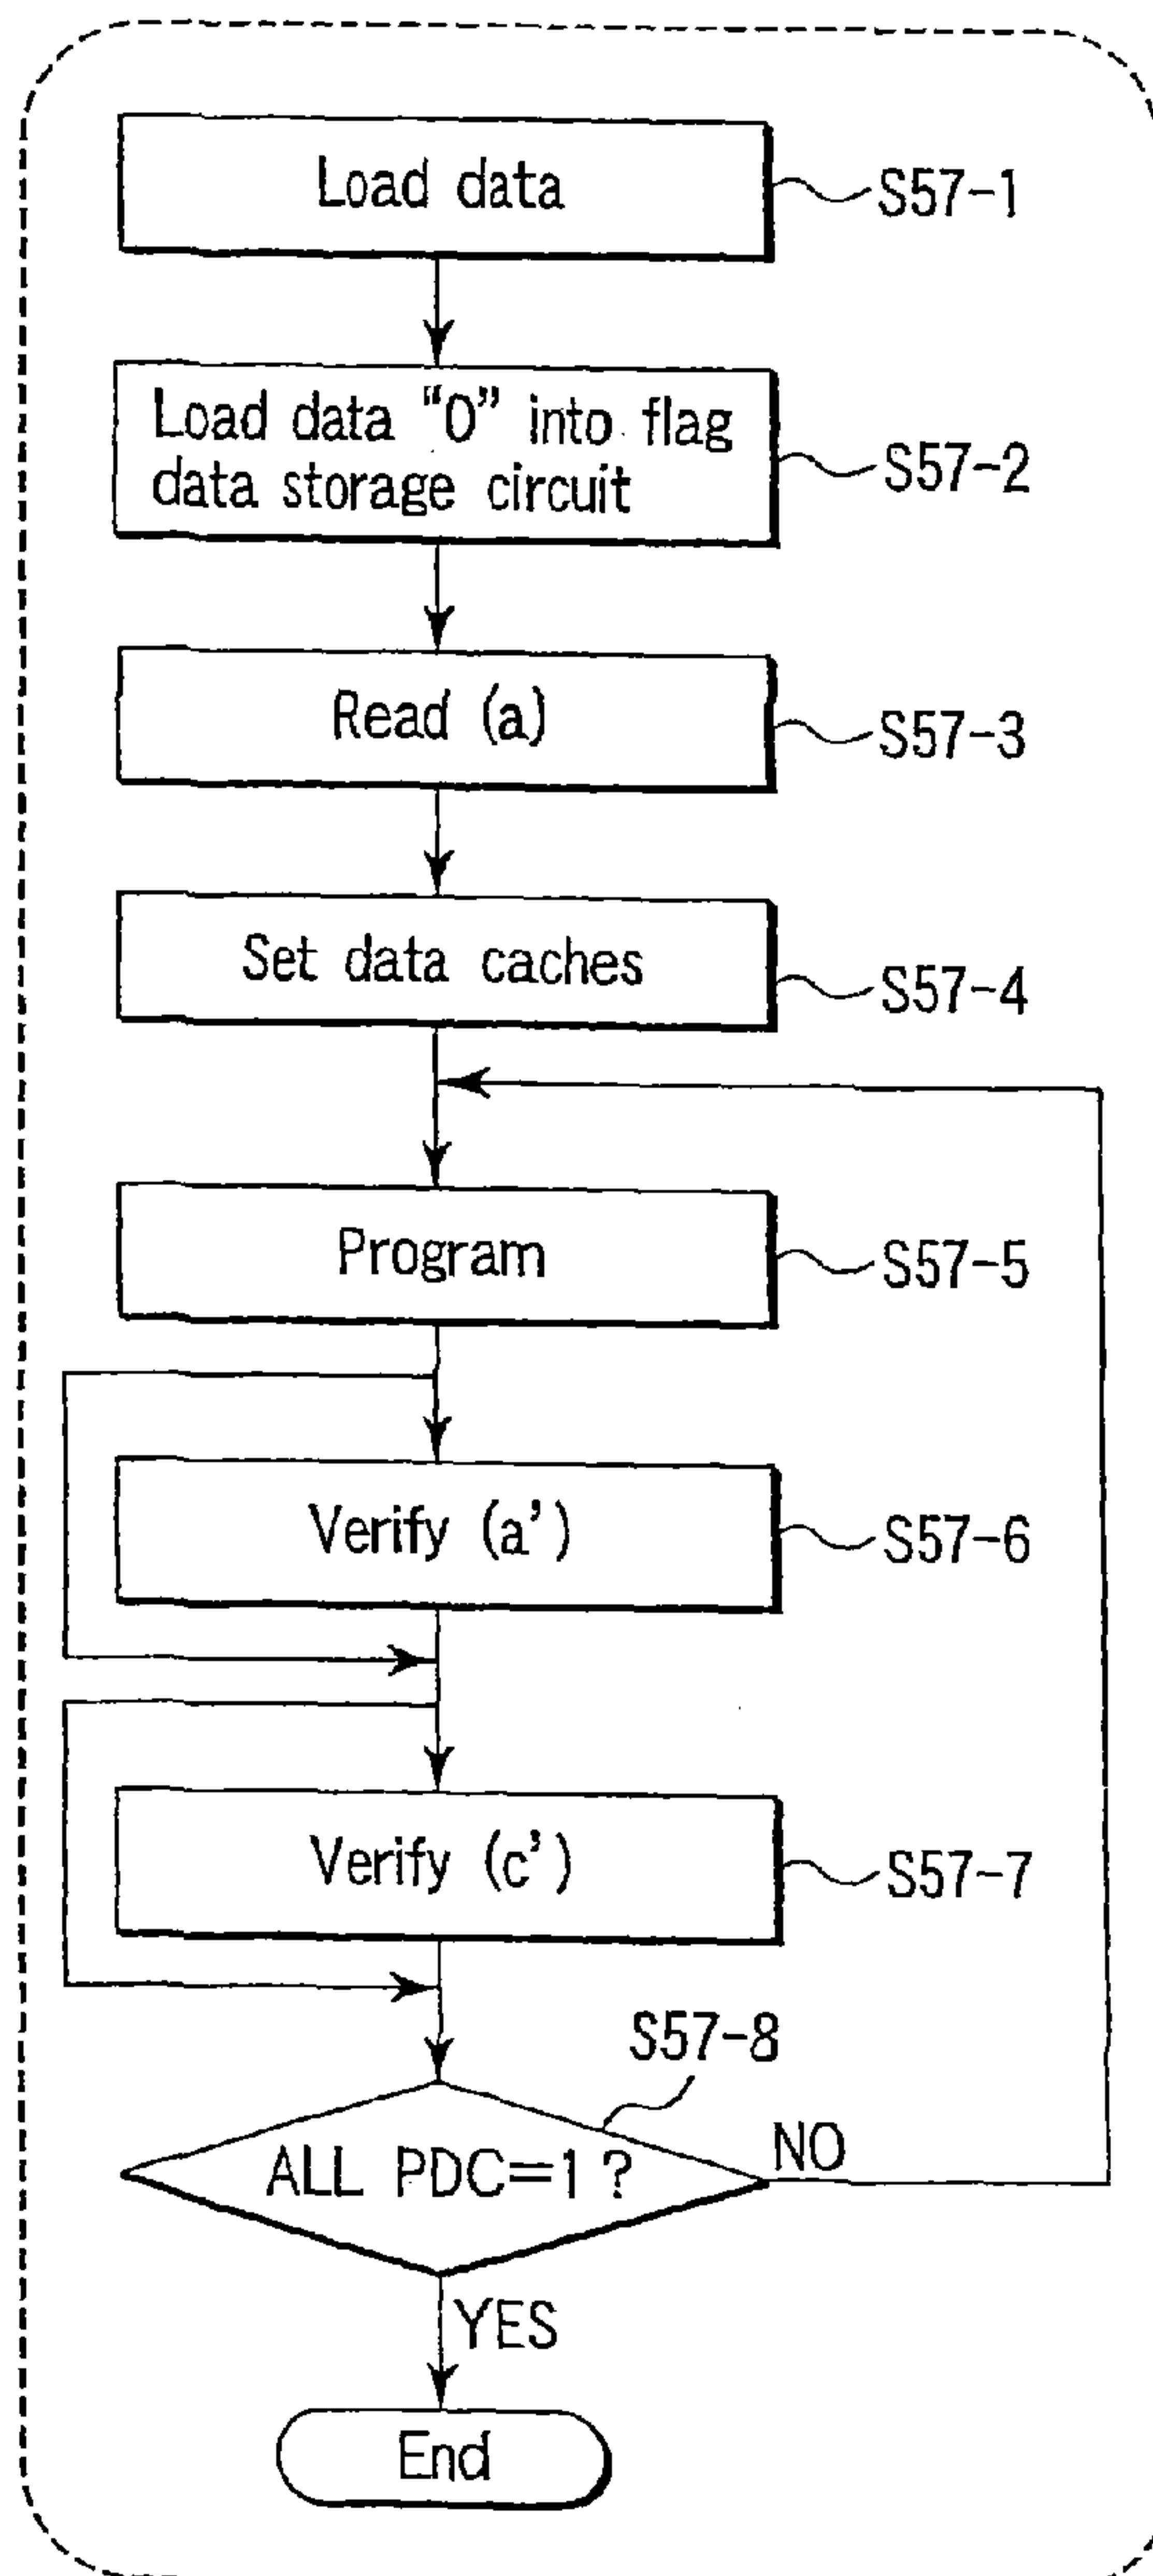 Load data
S57-1
Load data "0" into flag
data storage circuit
S57-2
Read (a)
S57-3
Set data caches
S57-4
Program
S57-5
Verify (a')
S57-6
Verify (c')
S57-7
S57-8
ALL PDC=1 ?
NO
YES
End